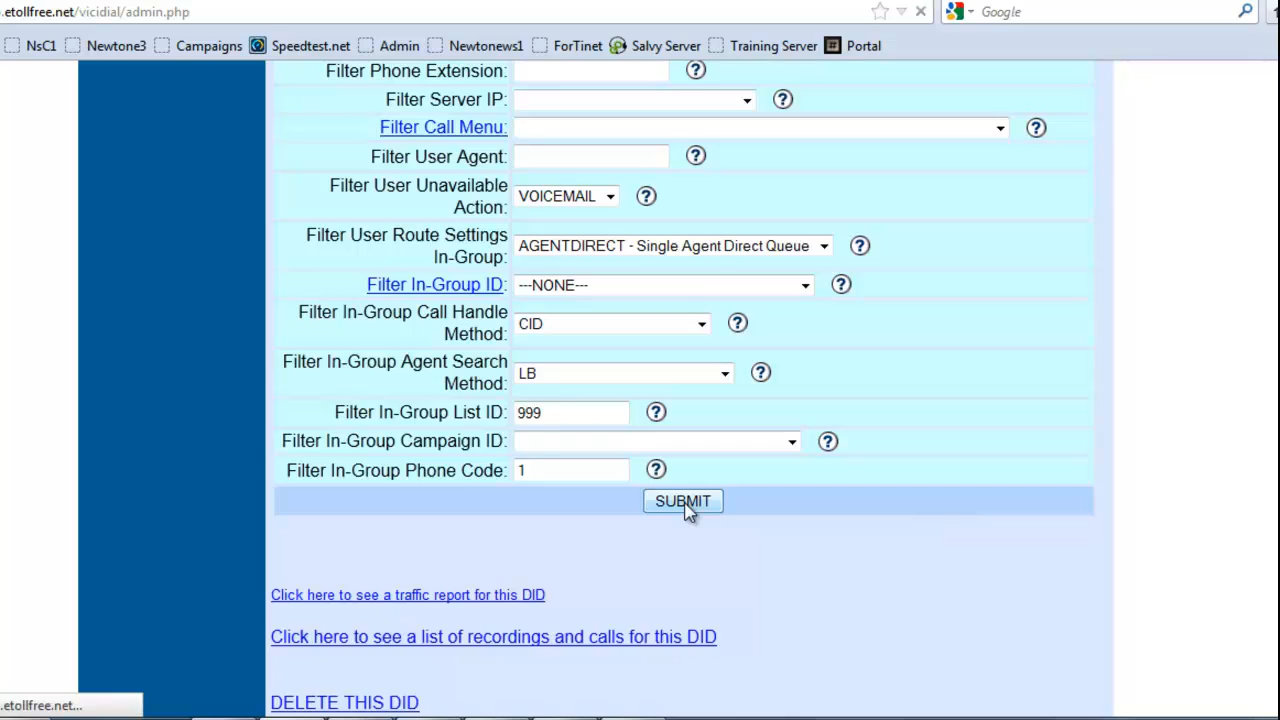 .etollfree.net/vicidial/admin.php
Google
NsC1 Newtone3 Campaigns Speedtest.net Admin Newtonews1 ForTinet Salvy Server Training Server Portal
Filter Phone Extension:
Filter Server IP:
Filter Call Menu:
Filter User Agent:
Filter User Unavailable
Action: VOICEMAIL
Filter User Route Settings
In-Group: AGENTDIRECT - Single Agent Direct Queue
Filter In-Group ID: ---NONE---
Filter In-Group Call Handle
Method: CID
Filter In-Group Agent Search
Method: LB
Filter In-Group List ID: 999
Filter In-Group Campaign ID:
Filter In-Group Phone Code: 1
SUBMIT
Click here to see a traffic report for this DID
Click here to see a list of recordings and calls for this DID
DELETE THIS DID
.etollfree.net...